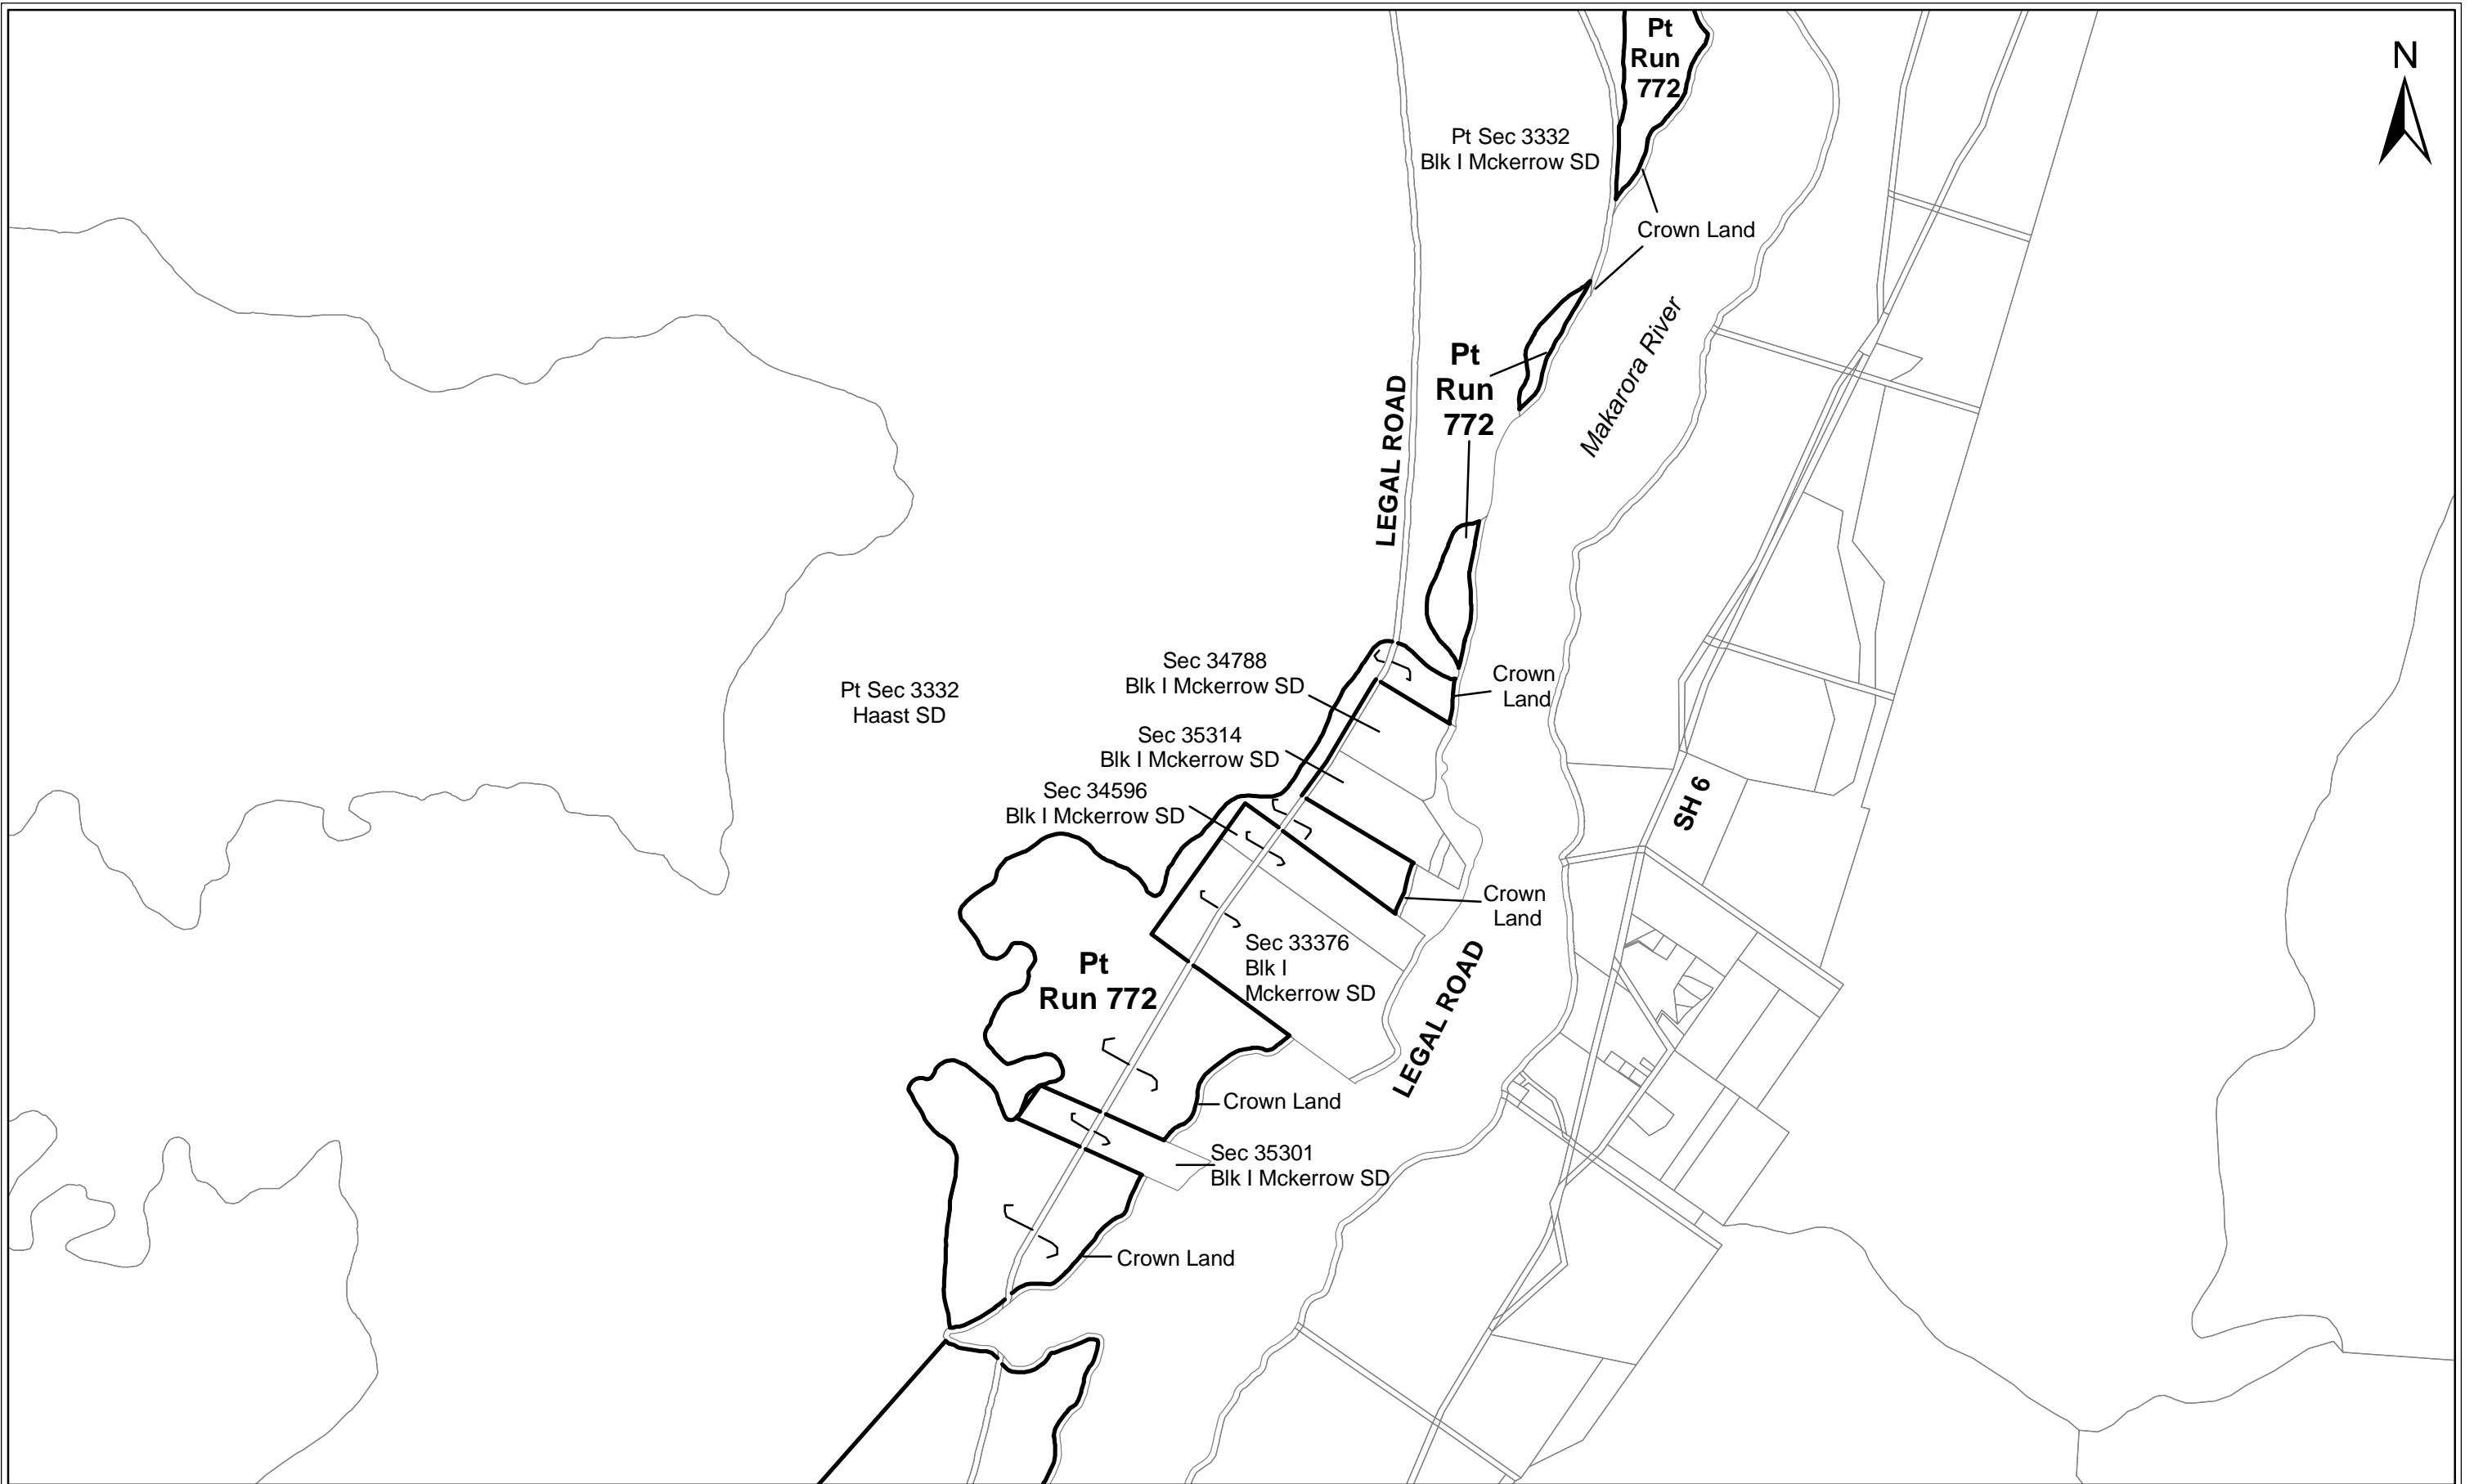 Pt
Run
772
N
Pt Sec 3332
Blk I Mckerrow SD
Crown Land
Makarora River
Pt
Run
772
LEGAL ROAD
Sec 34788
Blk I Mckerrow SD
Crown
Land
Pt Sec 3332
Haast SD
Sec 35314
Blk I Mckerrow SD
Sec 34596
Blk I Mckerrow SD
SH 6
Crown
Land
Sec 33376
Blk I
Mckerrow SD
Pt
Run 772
LEGAL ROAD
Crown Land
Sec 35301
Blk I Mckerrow SD
Crown Land